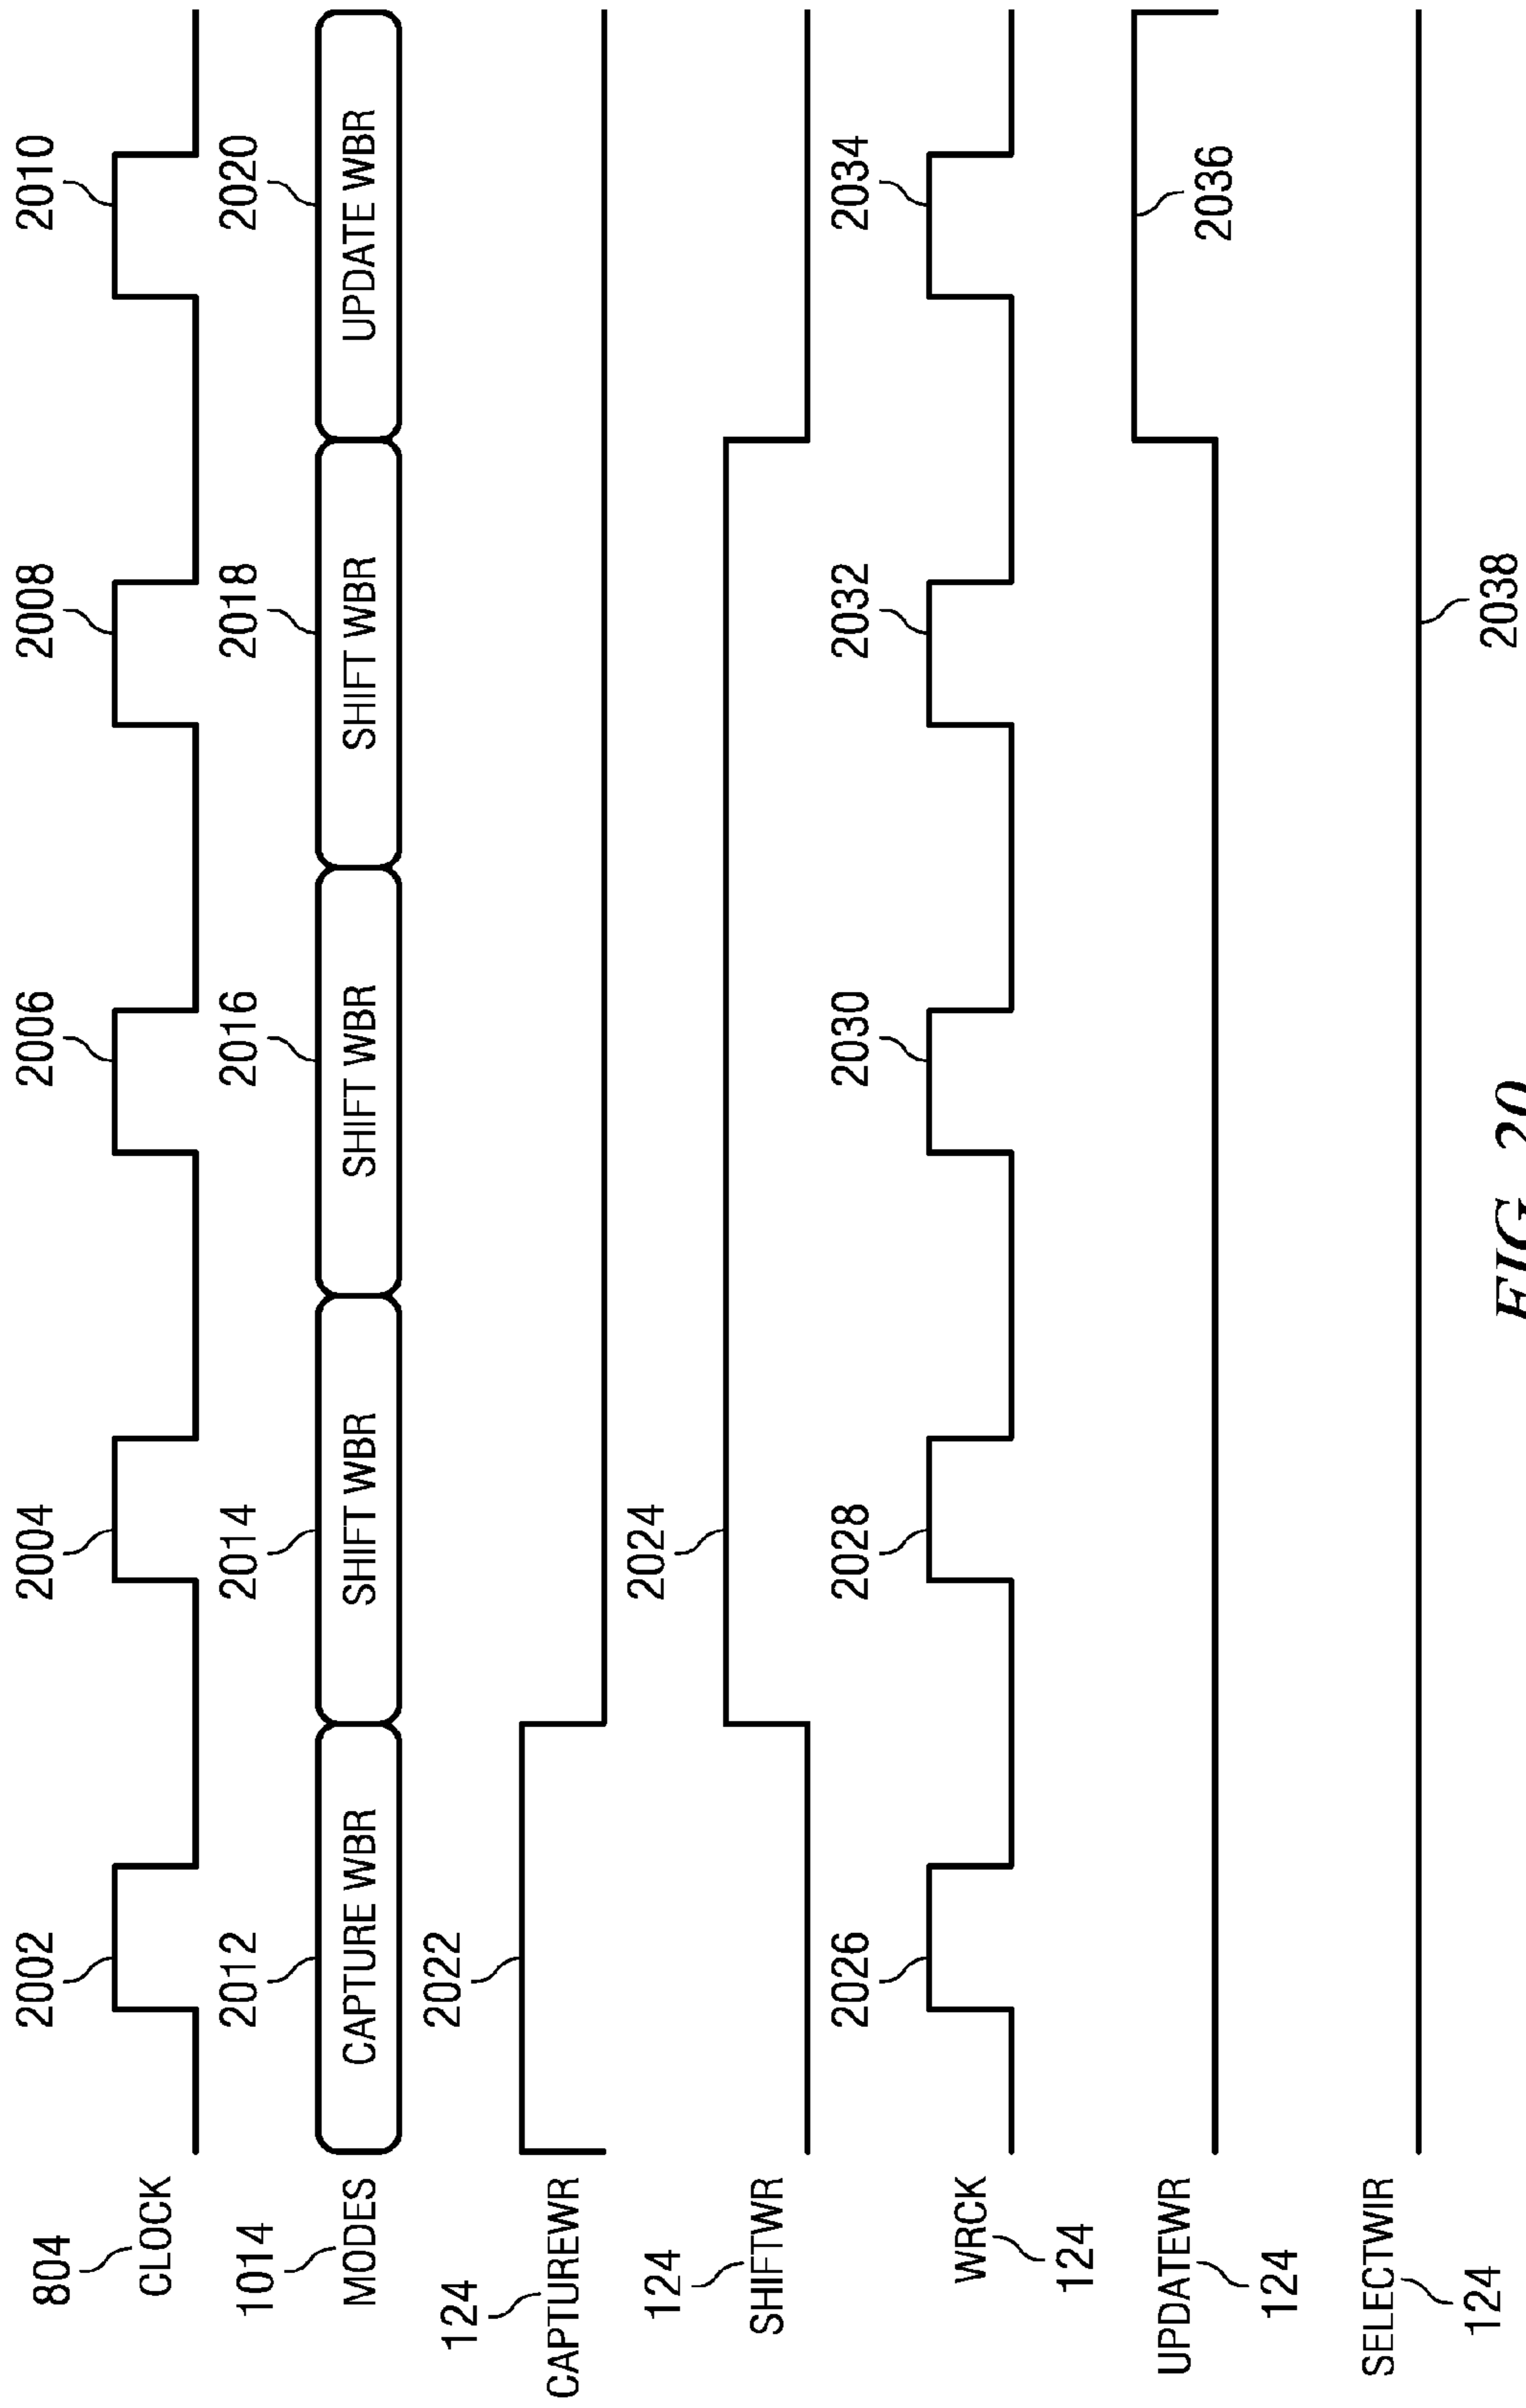 2002 2004 2006 2008 2010
804
CLOCK
2012 2014 2016 2018 2020
1014
MODES
CAPTURE WBR SHIFT WBR SHIFT WBR SHIFT WBR UPDATE WBR
2022
124
CAPTUREWR
2024
124
SHIFTWR
2026 2028 2030 2032 2034
WRCK
124
UPDATEWR
2036
124
SELECTWIR
2038
124
FIG. 20